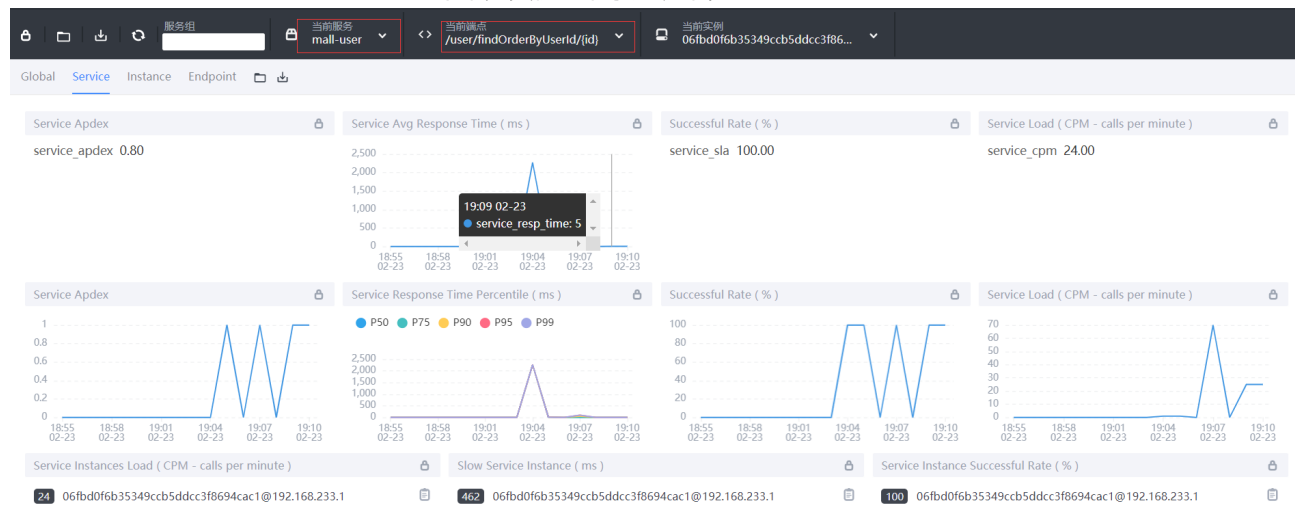 服务组
当前服务
mall-user
当前端点
/user/findOrderByUserId/{id}
当前实例
06fbd0f6b35349ccb5ddcc3f86...
Global Service Instance Endpoint
Service Apdex
service_apdex 0.80
Service Avg Response Time ( ms )
2,500
2,000
1,500
1,000
500
0
19:09 02-23
service_resp_time: 5
18:55 18:58 19:01 19:04 19:07 19:10
02-23 02-23 02-23 02-23 02-23 02-23
Successful Rate ( % )
service_sla 100.00
Service Load ( CPM - calls per minute )
service_cpm 24.00
Service Apdex
1
0.8
0.6
0.4
0.2
0
18:55 18:58 19:01 19:04 19:07 19:10
02-23 02-23 02-23 02-23 02-23 02-23
Service Response Time Percentile ( ms )
P50 P75 P90 P95 P99
2,500
2,000
1,500
1,000
500
0
18:55 18:58 19:01 19:04 19:07 19:10
02-23 02-23 02-23 02-23 02-23 02-23
Successful Rate ( % )
100
80
60
40
20
0
18:55 18:58 19:01 19:04 19:07 19:10
02-23 02-23 02-23 02-23 02-23 02-23
Service Load ( CPM - calls per minute )
70
60
50
40
30
20
10
0
18:55 18:58 19:01 19:04 19:07 19:10
02-23 02-23 02-23 02-23 02-23 02-23
Service Instances Load ( CPM - calls per minute )
24 06fbd0f6b35349ccb5ddcc3f8694cac1@192.168.233.1
Slow Service Instance ( ms )
462 06fbd0f6b35349ccb5ddcc3f8694cac1@192.168.233.1
Service Instance Successful Rate ( % )
100 06fbd0f6b35349ccb5ddcc3f8694cac1@192.168.233.1